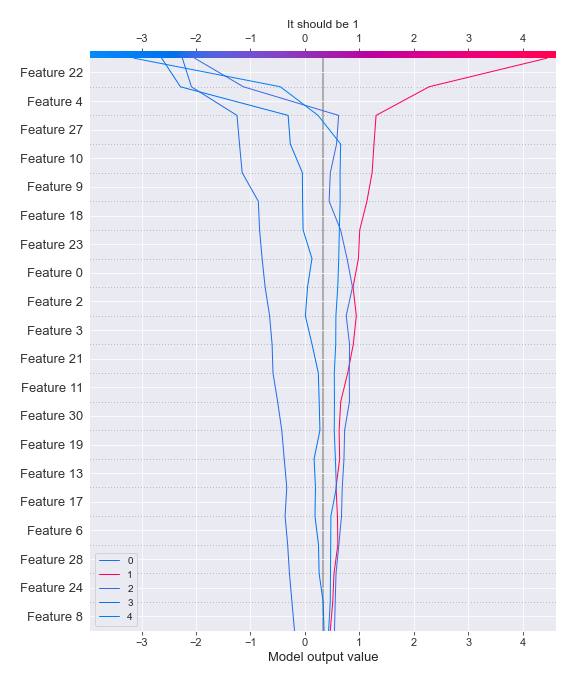 It should be 1
−3 −2 −1 0 1 2 3 4
Feature 22
Feature 4
Feature 27
Feature 10
Feature 9
Feature 18
Feature 23
Feature 0
Feature 2
Feature 3
Feature 21
Feature 11
Feature 30
Feature 19
Feature 13
Feature 17
Feature 6
Feature 28
Feature 24
Feature 8
0
1
2
3
4
−3 −2 −1 0 1 2 3 4
Model output value